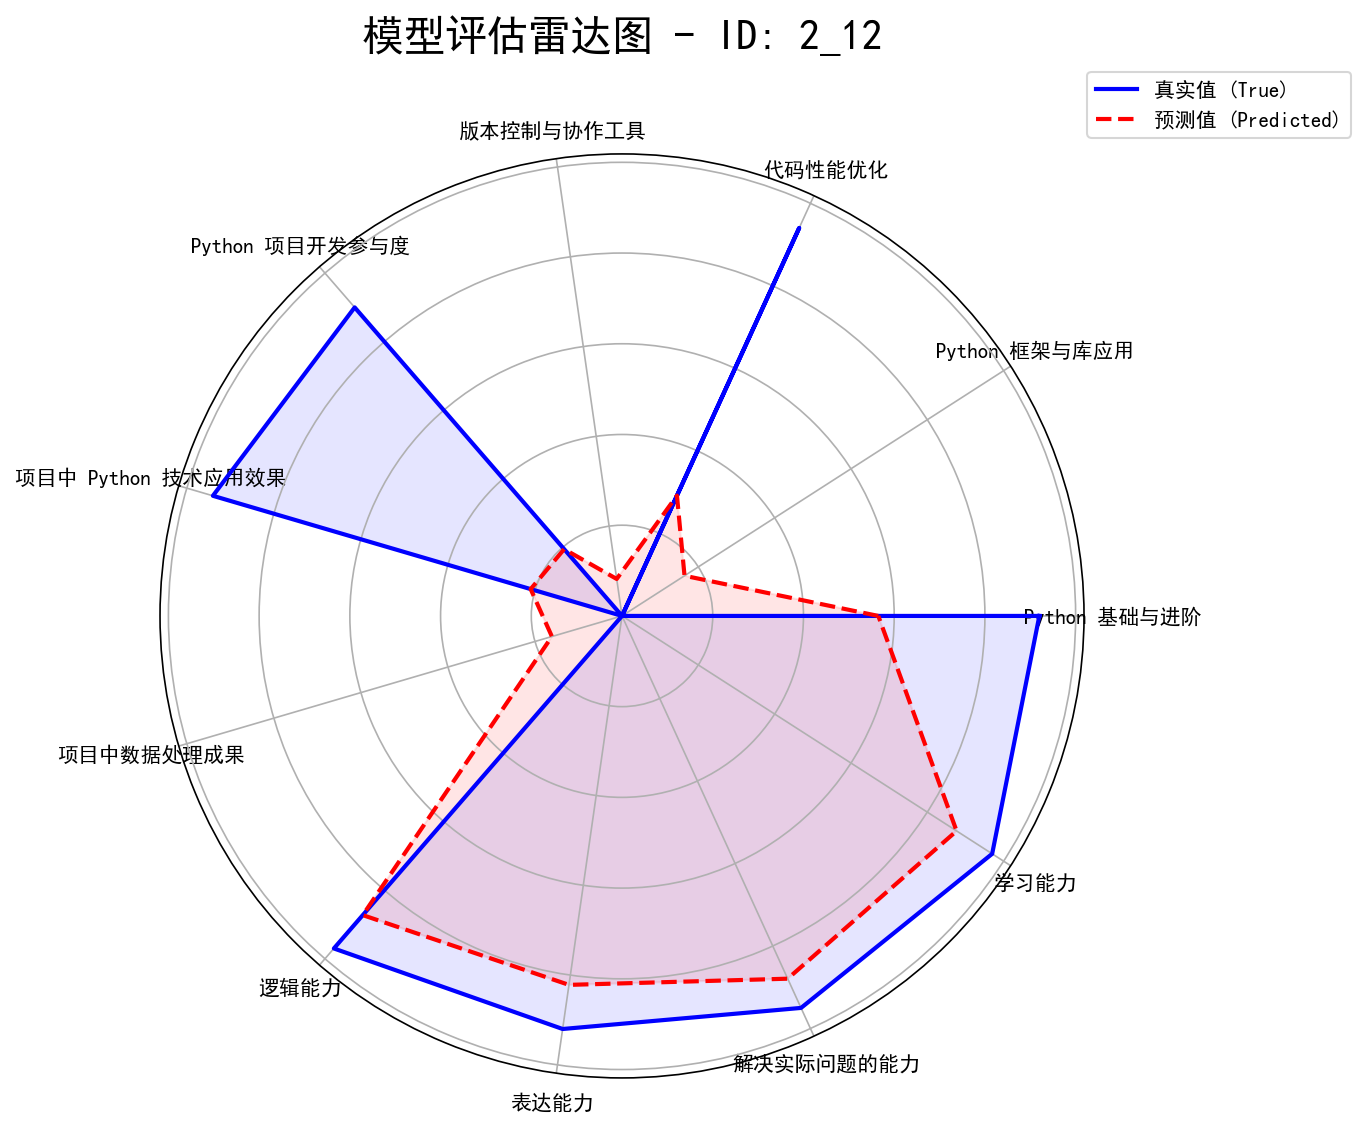 模型评估雷达图 - ID: 2_12
真实值 (True)
预测值 (Predicted)
版本控制与协作工具
代码性能优化
Python 项目开发参与度
Python 框架与库应用
项目中 Python 技术应用效果
Python 基础与进阶
项目中数据处理成果
学习能力
逻辑能力
解决实际问题的能力
表达能力